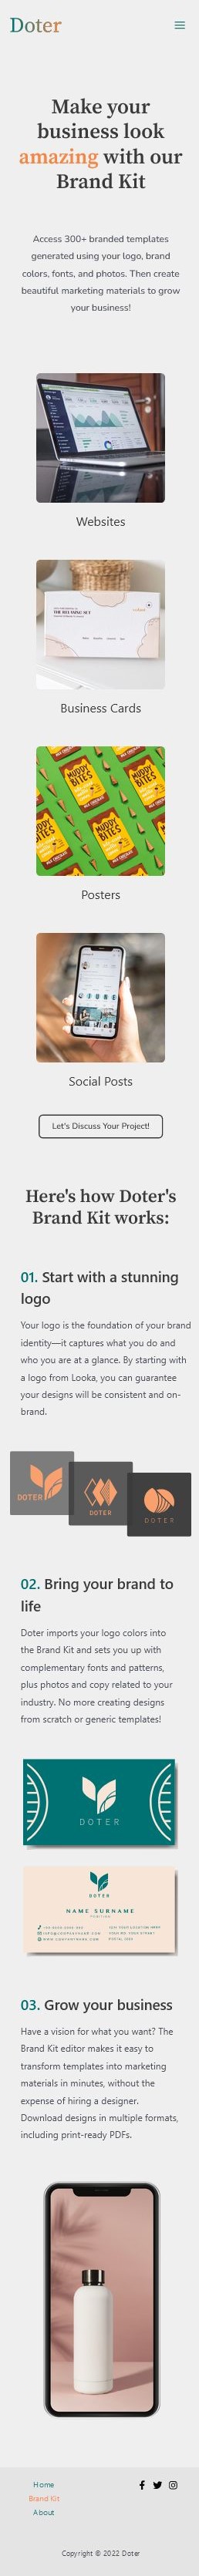 Doter
Make your
business look
amazing with our
Brand Kit
Access 300+ branded templates
generated using your logo, brand
colors, fonts, and photos. Then create
beautiful marketing materials to grow
your business!
Websites
Business Cards
MUDDY
BITES
MUDDY
BITES
Posters
Social Posts
Let's Discuss Your Project!
Here's how Doter's
Brand Kit works:
01. Start with a stunning
logo
Your logo is the foundation of your brand
identity—it captures what you do and
who you are at a glance. By starting with
a logo from Looka, you can guarantee
your designs will be consistent and on-
brand.
DOTER
DOTER
DOTER
02. Bring your brand to
life
Doter imports your logo colors into
the Brand Kit and sets you up with
complementary fonts and patterns,
plus photos and copy related to your
industry. No more creating designs
from scratch or generic templates!
DOTER
DOTER
NAME SURNAME
03. Grow your business
Have a vision for what you want? The
Brand Kit editor makes it easy to
transform templates into marketing
materials in minutes, without the
expense of hiring a designer.
Download designs in multiple formats,
including print-ready PDFs.
Home
Brand Kit
About
Copyright © 2022 Doter